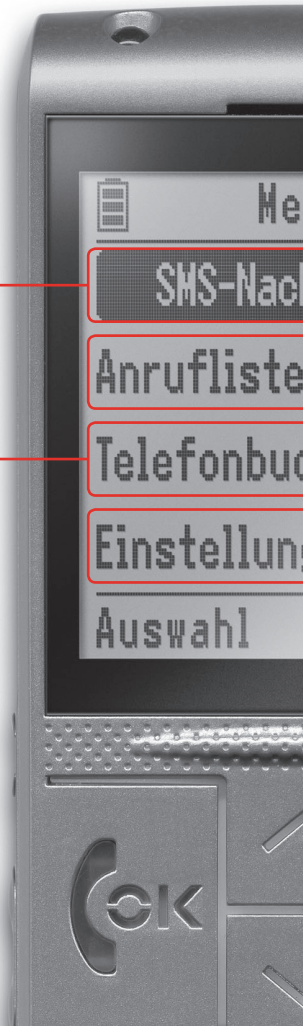 Me
SMS-Nach
Anrufliste
Telefonbuc
Einstellung
Auswahl
OK